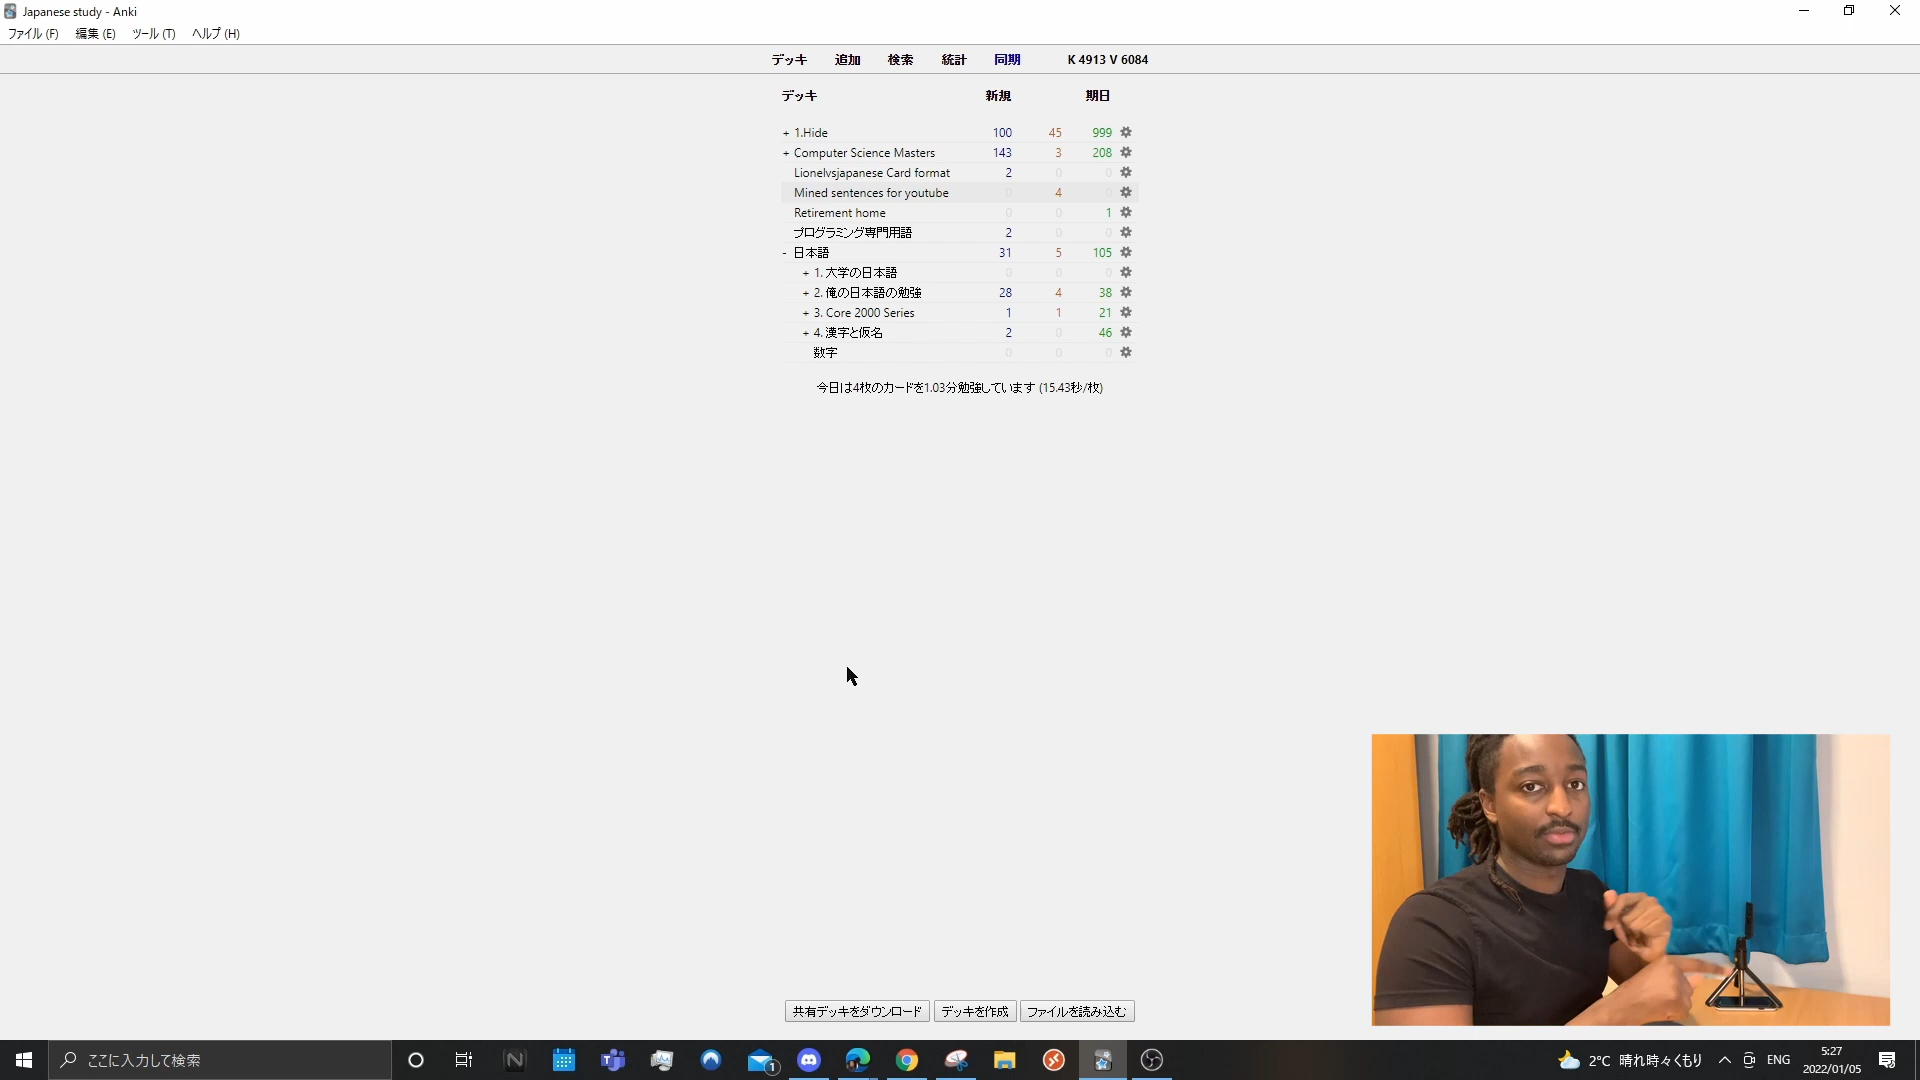 Japanese study - Anki
ファイル (F) 編集 (E) ツール (T) ヘルプ (H)
デッキ 追加 検索 統計 同期 K 4913 V 6084
デッキ 新規 期日
+ 1.Hide 100 45 999
+ Computer Science Masters 143 3 208
Lionelvsjapanese Card format 2 0 0
Mined sentences for youtube 0 4 0
Retirement home 0 0 1
プログラミング専門用語 2 0 0
- 日本語 31 5 105
+ 1. 大学の日本語 0 0 0
+ 2. 俺の日本語の勉強 28 4 38
+ 3. Core 2000 Series 1 1 21
+ 4. 漢字と仮名 2 0 46
数字 0 0 0
今日は4枚のカードを1.03分勉強しています (15.43秒/枚)
共有デッキをダウンロード デッキを作成 ファイルを読み込む
ここに入力して検索 1 2°C 晴れ時々くもり ENG 5:27
2022/01/05